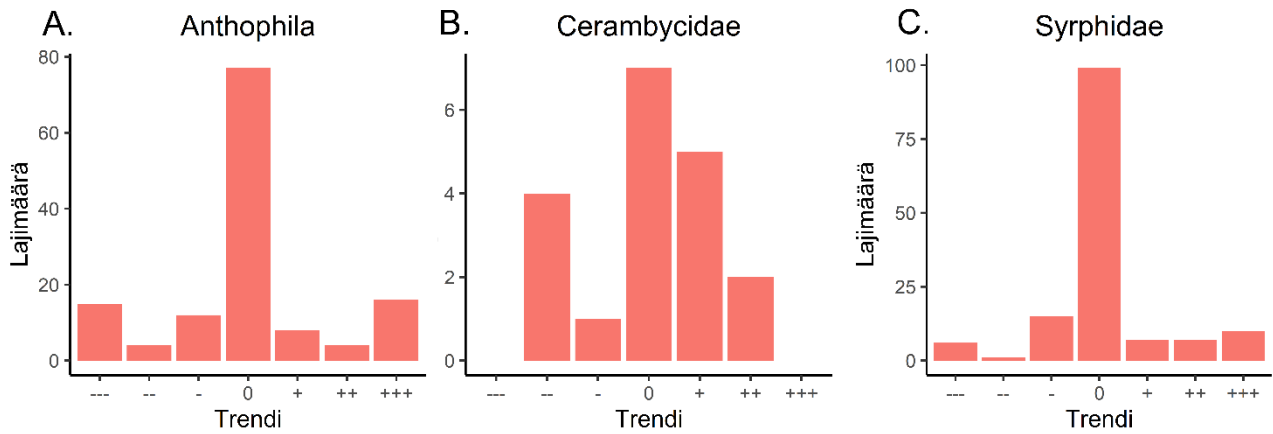 A. Anthophila
Lajimäärä
80
60
40
20
0
--- -- - 0 + ++ +++
Trendi
B. Cerambycidae
6
4
2
0
--- -- - 0 + ++ +++
Trendi
C. Syrphidae
Lajimäärä
100
75
50
25
0
--- -- - 0 + ++ +++
Trendi